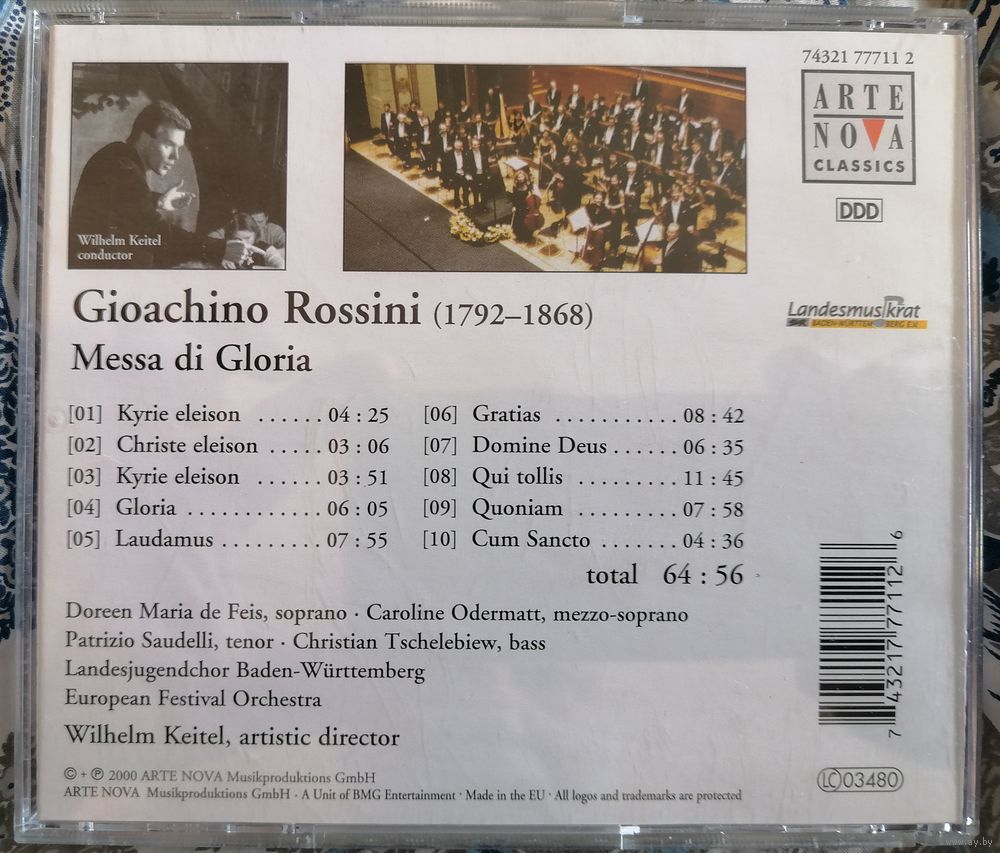 74321 77711 2
ARTE
NOVA
CLASSICS
DDD
Wilhelm Keitel
conductor
Landesmusikrat
BADEN-WÜRTTEMBERG E.V.
Gioachino Rossini (1792–1868)
Messa di Gloria
[01] Kyrie eleison ...... 04 : 25
[02] Christe eleison ..... 03 : 06
[03] Kyrie eleison ...... 03 : 51
[04] Gloria ............ 06 : 05
[05] Laudamus ......... 07 : 55
[06] Gratias ........... 08 : 42
[07] Domine Deus ...... 06 : 35
[08] Qui tollis ......... 11 : 45
[09] Quoniam ......... 07 : 58
[10] Cum Sancto ....... 04 : 36
total 64 : 56
Doreen Maria de Feis, soprano · Caroline Odermatt, mezzo-soprano
Patrizio Saudelli, tenor · Christian Tschelebiew, bass
Landesjugendchor Baden-Württemberg
European Festival Orchestra
Wilhelm Keitel, artistic director
© + ℗ 2000 ARTE NOVA Musikproduktions GmbH
ARTE NOVA Musikproduktions GmbH · A Unit of BMG Entertainment · Made in the EU · All logos and trademarks are protected
7 43217 77112 6
LC 03480
www.ay.by